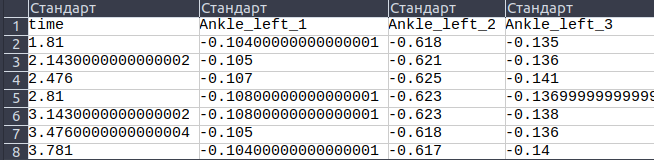 Стандарт Стандарт Стандарт Стандарт
1 time Ankle_left_1 Ankle_left_2 Ankle_left_3
2 1.81 -0.10400000000000001 -0.618 -0.135
3 2.1430000000000002 -0.105 -0.621 -0.136
4 2.476 -0.107 -0.625 -0.141
5 2.81 -0.10800000000000001 -0.623 -0.13699999999999
6 3.1430000000000002 -0.10800000000000001 -0.623 -0.138
7 3.4760000000000004 -0.105 -0.618 -0.136
8 3.781 -0.10400000000000001 -0.617 -0.14